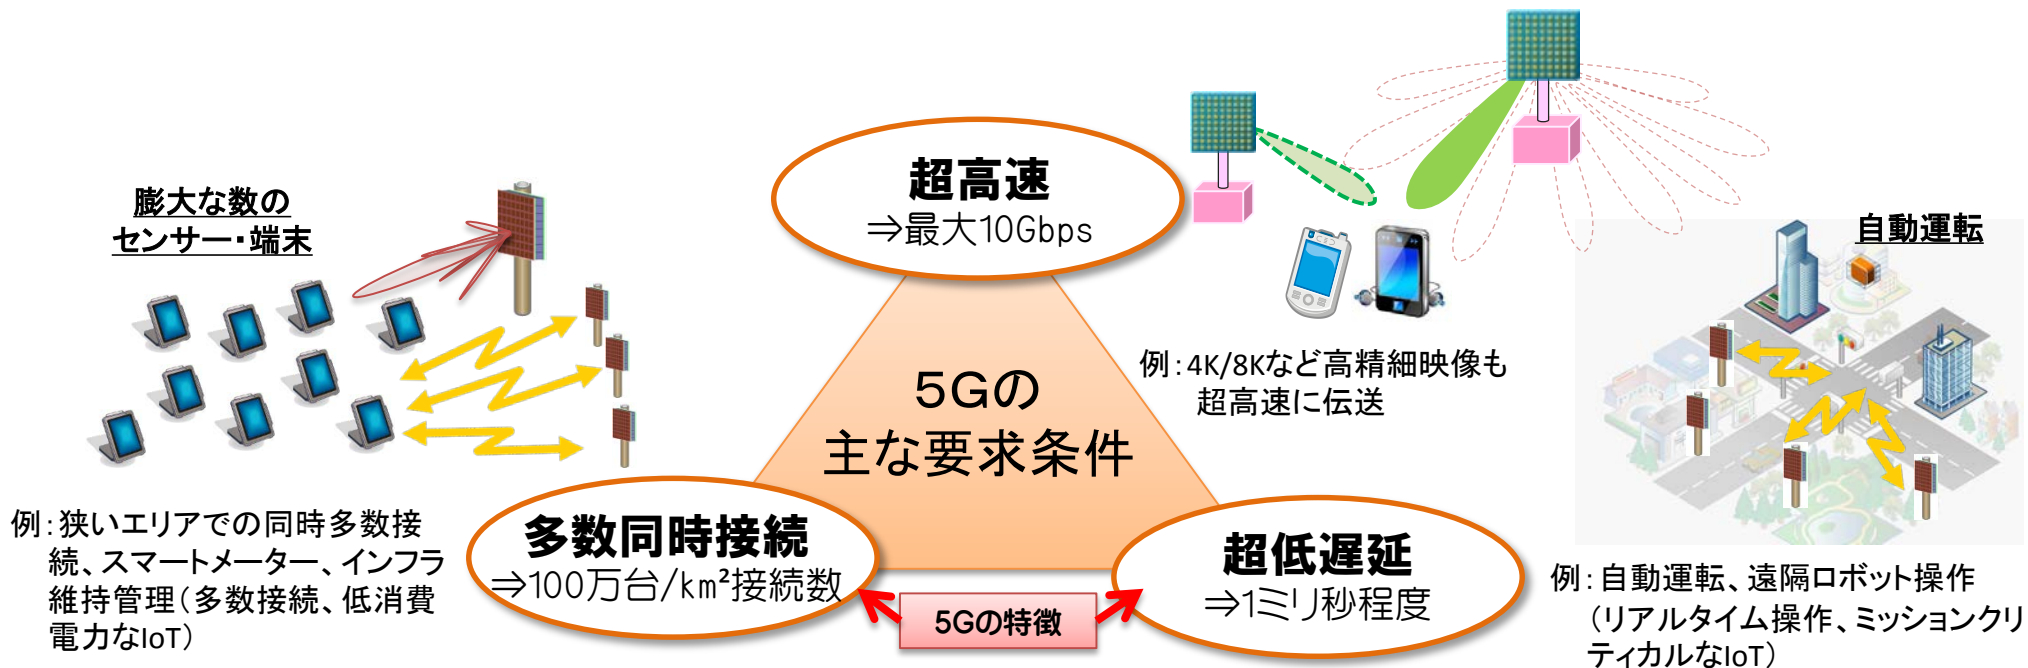 超高速
⇒最大10Gbps
膨大な数の
センサー・端末
自動運転
例：4K/8Kなど高精細映像も
超高速に伝送
5Gの
主な要求条件
例：狭いエリアでの同時多数接
続、スマートメーター、インフラ
維持管理（多数接続、低消費
電力なIoT）
多数同時接続
⇒100万台/km²接続数
5Gの特徴
超低遅延
⇒1ミリ秒程度
例：自動運転、遠隔ロボット操作
（リアルタイム操作、ミッションクリ
ティカルなIoT）